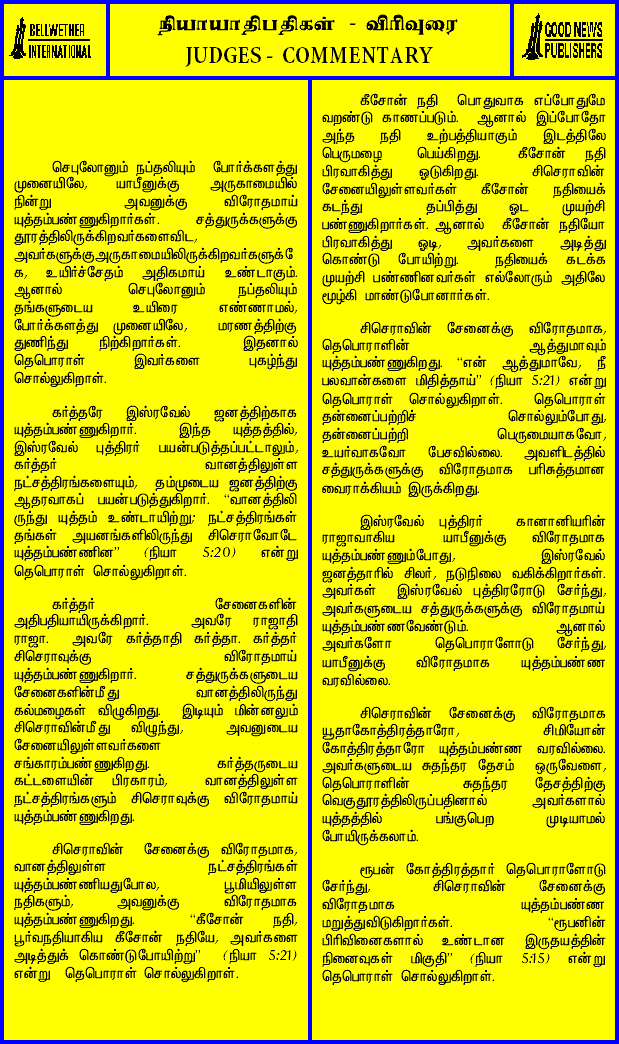 BELLWETHER
INTERNATIONAL
நியாயாதிபதிகள் - விரிவுரை
JUDGES - COMMENTARY
GOOD NEWS
PUBLISHERS
செபுலோனும் நப்தலியும் போர்க்களத்து
முனையிலே, யாபீனுக்கு அருகாமையில்
நின்று அவனுக்கு விரோதமாய்
யுத்தம்பண்ணுகிறார்கள். சத்துருக்களுக்கு
தூரத்திலிருக்கிறவர்களைவிட,
அவர்களுக்குஅருகாமையிலிருக்கிறவர்களுக்கே
க, உயிர்ச்சேதம் அதிகமாய் உண்டாகும்.
ஆனால் செபுலோனும் நப்தலியும்
தங்களுடைய உயிரை எண்ணாமல்,
போர்க்களத்து முனையிலே, மரணத்திற்கு
துணிந்து நிற்கிறார்கள். இதனால்
தெபொராள் இவர்களை புகழ்ந்து
சொல்லுகிறாள்.
கர்த்தரே இஸ்ரவேல் ஜனத்திற்காக
யுத்தம்பண்ணுகிறார். இந்த யுத்தத்தில்,
இஸ்ரவேல் புத்திரர் பயன்படுத்தப்பட்டாலும்,
கர்த்தர் வானத்திலுள்ள
நட்சத்திரங்களையும், தம்முடைய ஜனத்திற்கு
ஆதரவாகப் பயன்படுத்துகிறார். “வானத்திலி
ருந்து யுத்தம் உண்டாயிற்று; நட்சத்திரங்கள்
தங்கள் அயனங்களிலிருந்து சிசெராவோடே
யுத்தம்பண்ணின” (நியா 5:20) என்று
தெபொராள் சொல்லுகிறாள்.
கர்த்தர் சேனைகளின்
அதிபதியாயிருக்கிறார். அவரே ராஜாதி
ராஜா. அவரே கர்த்தாதி கர்த்தா. கர்த்தர்
சிசெராவுக்கு விரோதமாய்
யுத்தம்பண்ணுகிறார். சத்துருக்களுடைய
சேனைகளின்மீது வானத்திலிருந்து
கல்மழைகள் விழுகிறது. இடியும் மின்னலும்
சிசெராவின்மீது விழுந்து, அவனுடைய
சேனையிலுள்ளவர்களை
சங்காரம்பண்ணுகிறது. கர்த்தருடைய
கட்டளையின் பிரகாரம், வானத்திலுள்ள
நட்சத்திரங்களும் சிசெராவுக்கு விரோதமாய்
யுத்தம்பண்ணுகிறது.
சிசெராவின் சேனைக்கு விரோதமாக,
வானத்திலுள்ள நட்சத்திரங்கள்
யுத்தம்பண்ணியதுபோல, பூமியிலுள்ள
நதிகளும், அவனுக்கு விரோதமாக
யுத்தம்பண்ணுகிறது. “கீசோன் நதி,
பூர்வநதியாகிய கீசோன் நதியே, அவர்களை
அடித்துக் கொண்டுபோயிற்று” (நியா 5:21)
என்று தெபொராள் சொல்லுகிறாள்.
கீசோன் நதி பொதுவாக எப்போதுமே
வறண்டு காணப்படும். ஆனால் இப்போதோ
அந்த நதி உற்பத்தியாகும் இடத்திலே
பெருமழை பெய்கிறது. கீசோன் நதி
பிரவாகித்து ஓடுகிறது. சிசெராவின்
சேனையிலுள்ளவர்கள் கீசோன் நதியைக்
கடந்து தப்பித்து ஓட முயற்சி
பண்ணுகிறார்கள். ஆனால் கீசோன் நதியோ
பிரவாகித்து ஓடி, அவர்களை அடித்து
கொண்டு போயிற்று. நதியைக் கடக்க
முயற்சி பண்ணினவர்கள் எல்லோரும் அதிலே
மூழ்கி மாண்டுபோனார்கள்.
சிசெராவின் சேனைக்கு விரோதமாக,
தெபொராளின் ஆத்துமாவும்
யுத்தம்பண்ணுகிறது. “என் ஆத்துமாவே, நீ
பலவான்களை மிதித்தாய்” (நியா 5:21) என்று
தெபொராள் சொல்லுகிறாள். தெபொராள்
தன்னைப்பற்றிச் சொல்லும்போது,
தன்னைப்பற்றி பெருமையாகவோ,
உயர்வாகவோ பேசவில்லை. அவளிடத்தில்
சத்துருக்களுக்கு விரோதமாக பரிசுத்தமான
வைராக்கியம் இருக்கிறது.
இஸ்ரவேல் புத்திரர் கானானியரின்
ராஜாவாகிய யாபீனுக்கு விரோதமாக
யுத்தம்பண்ணும்போது, இஸ்ரவேல்
ஜனத்தாரில் சிலர், நடுநிலை வகிக்கிறார்கள்.
அவர்கள் இஸ்ரவேல் புத்திரரோடு சேர்ந்து,
அவர்களுடைய சத்துருக்களுக்கு விரோதமாய்
யுத்தம்பண்ணவேண்டும். ஆனால்
அவர்களோ தெபொராளோடு சேர்ந்து,
யாபீனுக்கு விரோதமாக யுத்தம்பண்ண
வரவில்லை.
சிசெராவின் சேனைக்கு விரோதமாக
யூதாகோத்திரத்தாரோ, சிமியோன்
கோத்திரத்தாரோ யுத்தம்பண்ண வரவில்லை.
அவர்களுடைய சுதந்தர தேசம் ஒருவேளை,
தெபொராளின் சுதந்தர தேசத்திற்கு
வெகுதூரத்திலிருப்பதினால் அவர்களால்
யுத்தத்தில் பங்குபெற முடியாமல்
போயிருக்கலாம்.
ரூபன் கோத்திரத்தார் தெபொராளோடு
சேர்ந்து, சிசெராவின் சேனைக்கு
விரோதமாக யுத்தம்பண்ண
மறுத்துவிடுகிறார்கள். “ரூபனின்
பிரிவினைகளால் உண்டான இருதயத்தின்
நினைவுகள் மிகுதி” (நியா 5:15) என்று
தெபொராள் சொல்லுகிறாள்.